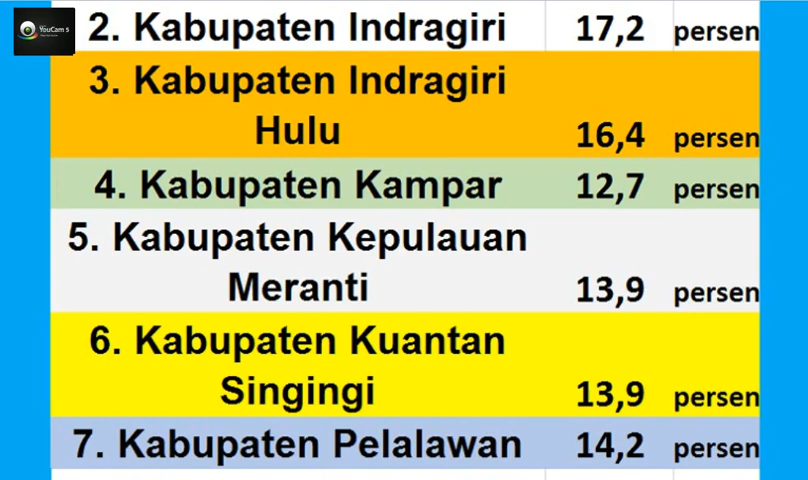 YouCam 5
2. Kabupaten Indragiri 17,2 persen
3. Kabupaten Indragiri
Hulu 16,4 persen
4. Kabupaten Kampar 12,7 persen
5. Kabupaten Kepulauan
Meranti 13,9 persen
6. Kabupaten Kuantan
Singingi 13,9 persen
7. Kabupaten Pelalawan 14,2 persen